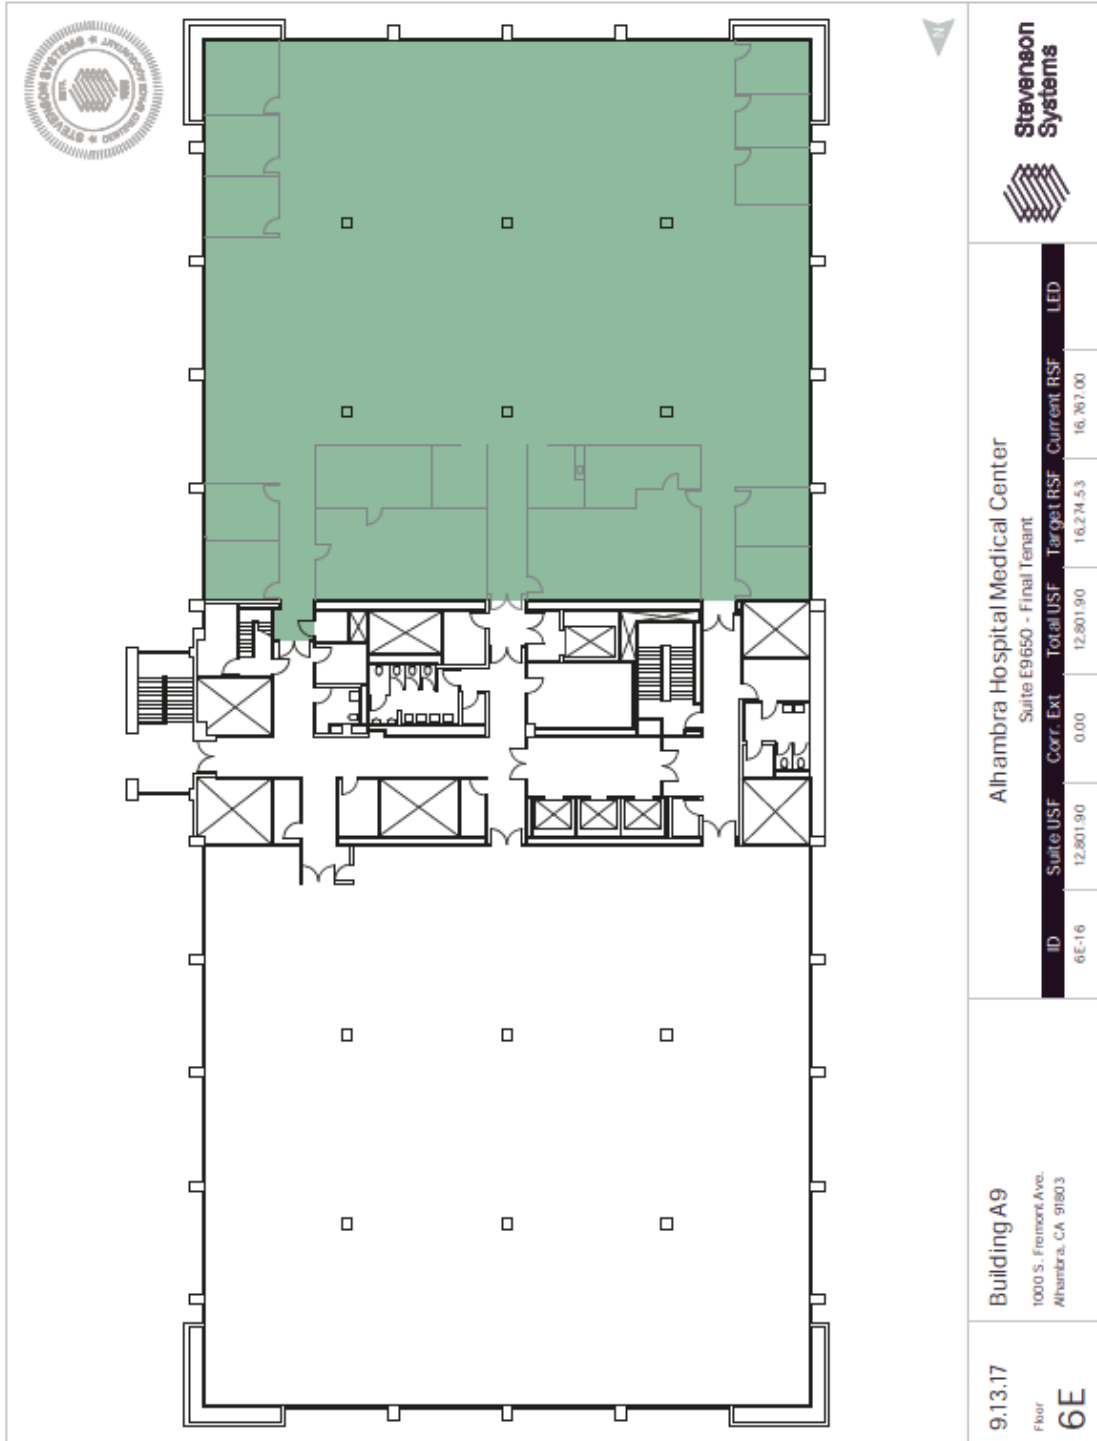 9.13.17
Floor
6E
Building A9
1000 S. Fremont Ave.
Alhambra, CA 91803
Alhambra Hospital Medical Center
Suite E9650 - Final Tenant
ID Suite USF Corr. Ext Total USF Target RSF Current RSF LED
6E-16 12,801.90 0.00 12,801.90 16,274.53 16,767.00
Stevenson
Systems
N
STEVENSON SYSTEMS